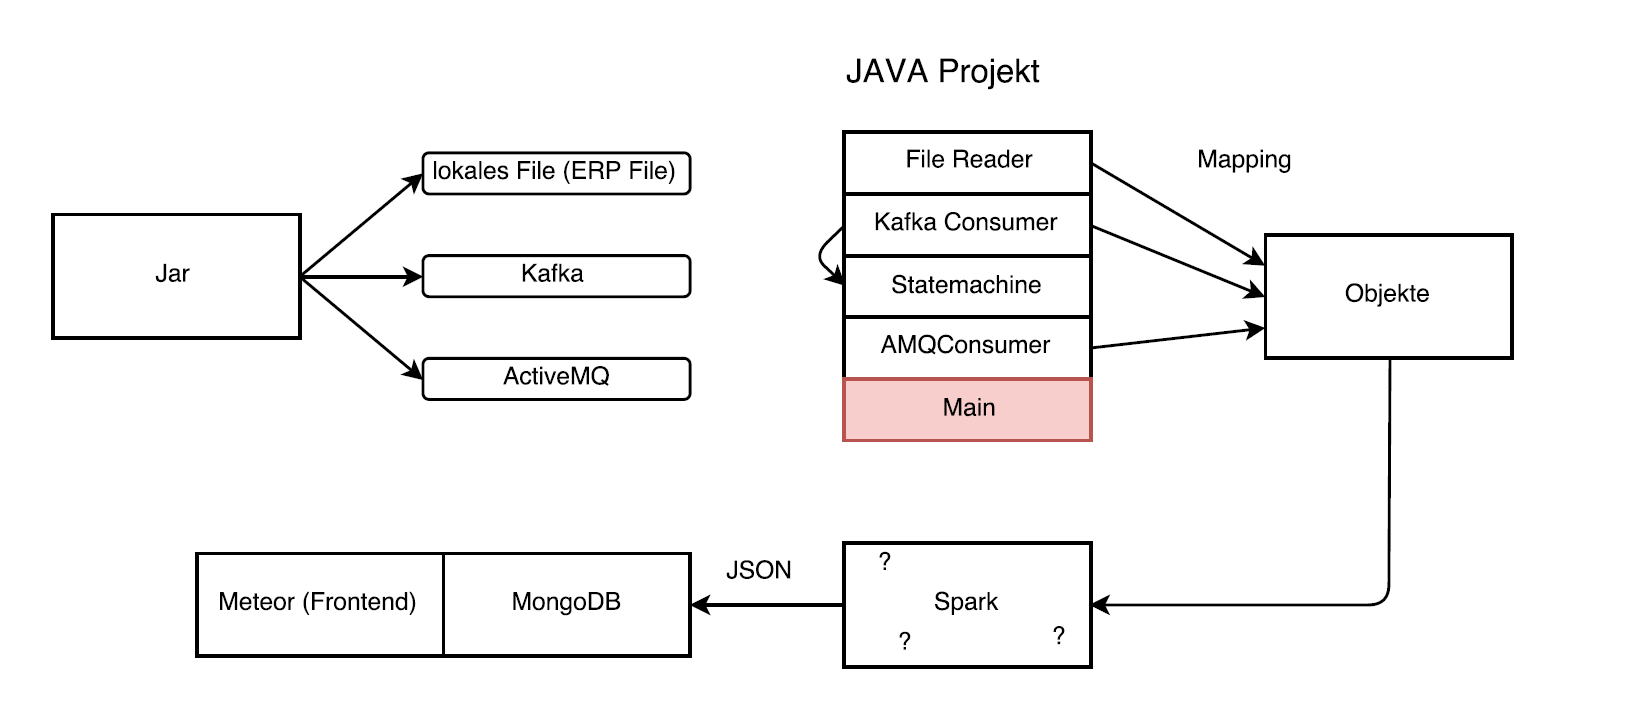 JAVA Projekt
lokales File (ERP File)
Jar
Kafka
ActiveMQ
File Reader
Kafka Consumer
Statemachine
AMQConsumer
Main
Mapping
Objekte
Meteor (Frontend)
MongoDB
JSON
?
Spark
?
?